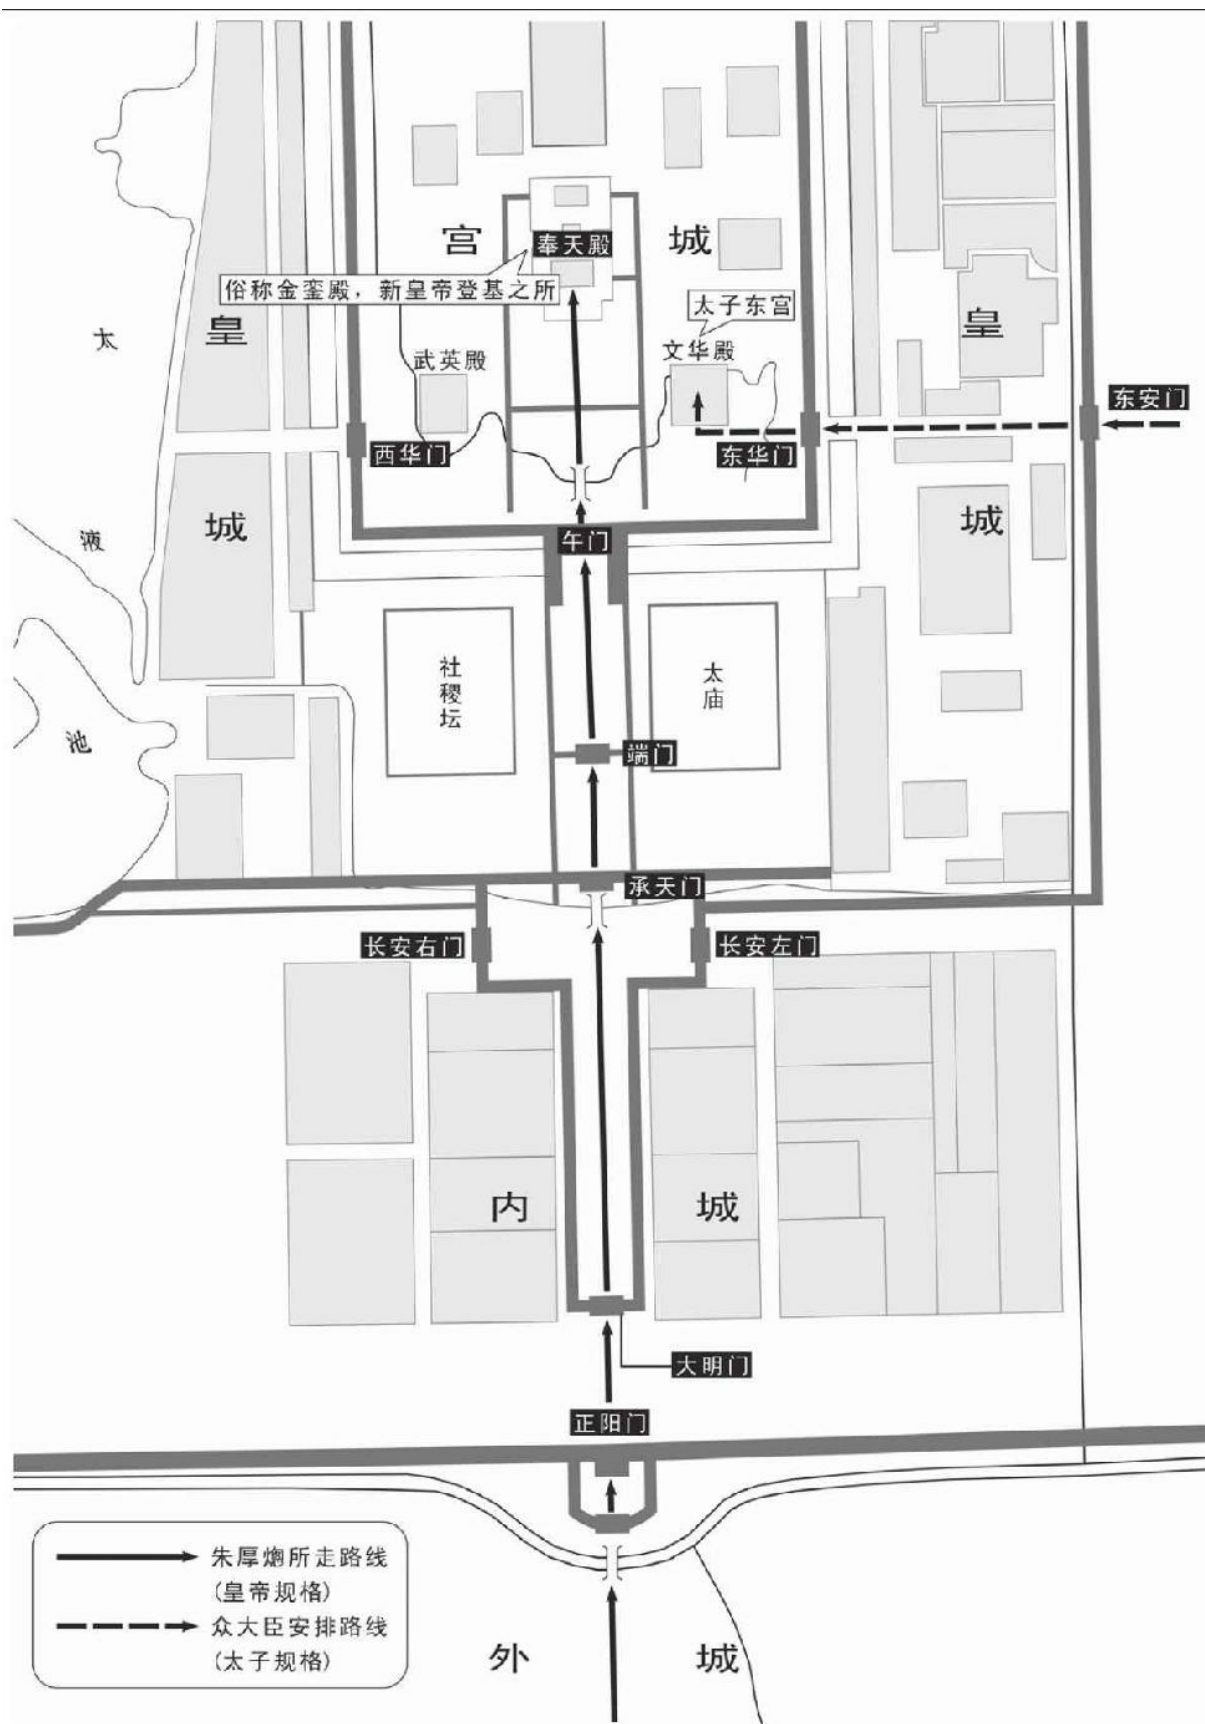 宫城
奉天殿
俗称金銮殿，新皇帝登基之所
太子东宫
太液池
皇城
武英殿
文华殿
皇城
东安门
西华门
东华门
午门
社稷坛
太庙
端门
承天门
长安右门
长安左门
内城
大明门
正阳门
朱厚熜所走路线
(皇帝规格)
众大臣安排路线
(太子规格)
外城